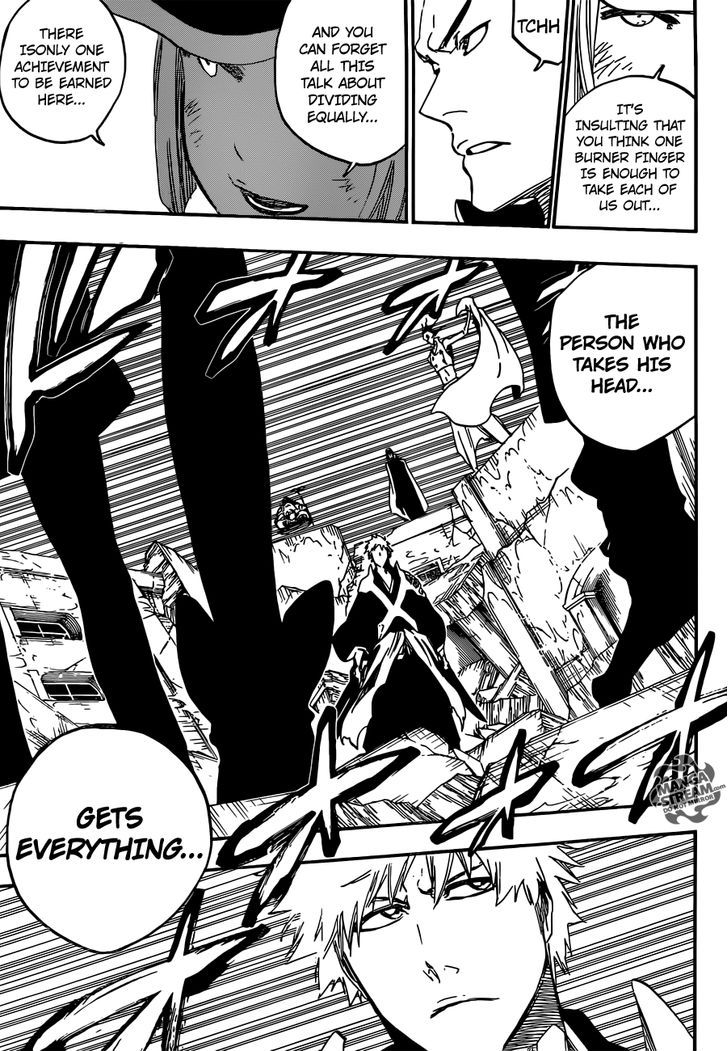 IT'S
INSULTING THAT
YOU THINK ONE
BURNER FINGER
IS ENOUGH TO
TAKE EACH OF
US OUT...
TCHH
AND YOU
CAN FORGET
ALL THIS
TALK ABOUT
DIVIDING
EQUALLY...
THERE
ISONLY ONE
ACHIEVEMENT
TO BE EARNED
HERE...
THE
PERSON WHO
TAKES HIS
HEAD...
GETS
EVERYTHING...
MANGA
STREAM.com
DO NOT MIRROR!